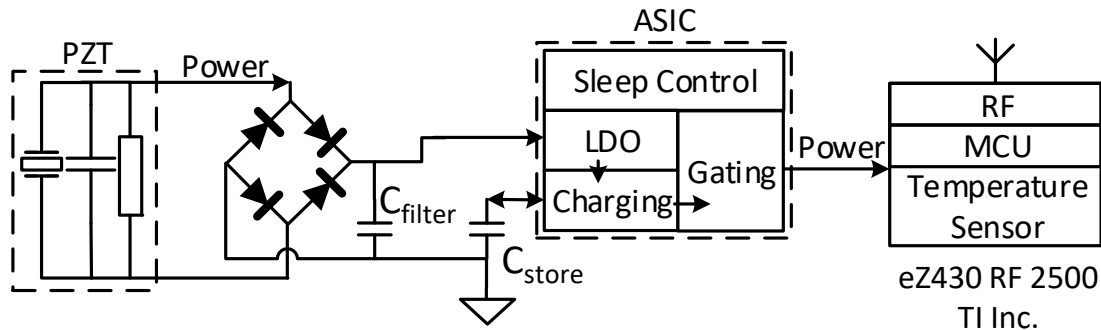 ASIC
PZT
Power
Sleep Control
RF
LDO
MCU
Gating
Power
Charging
Temperature
Sensor
Cfilter
Cstore
eZ430 RF 2500
TI Inc.